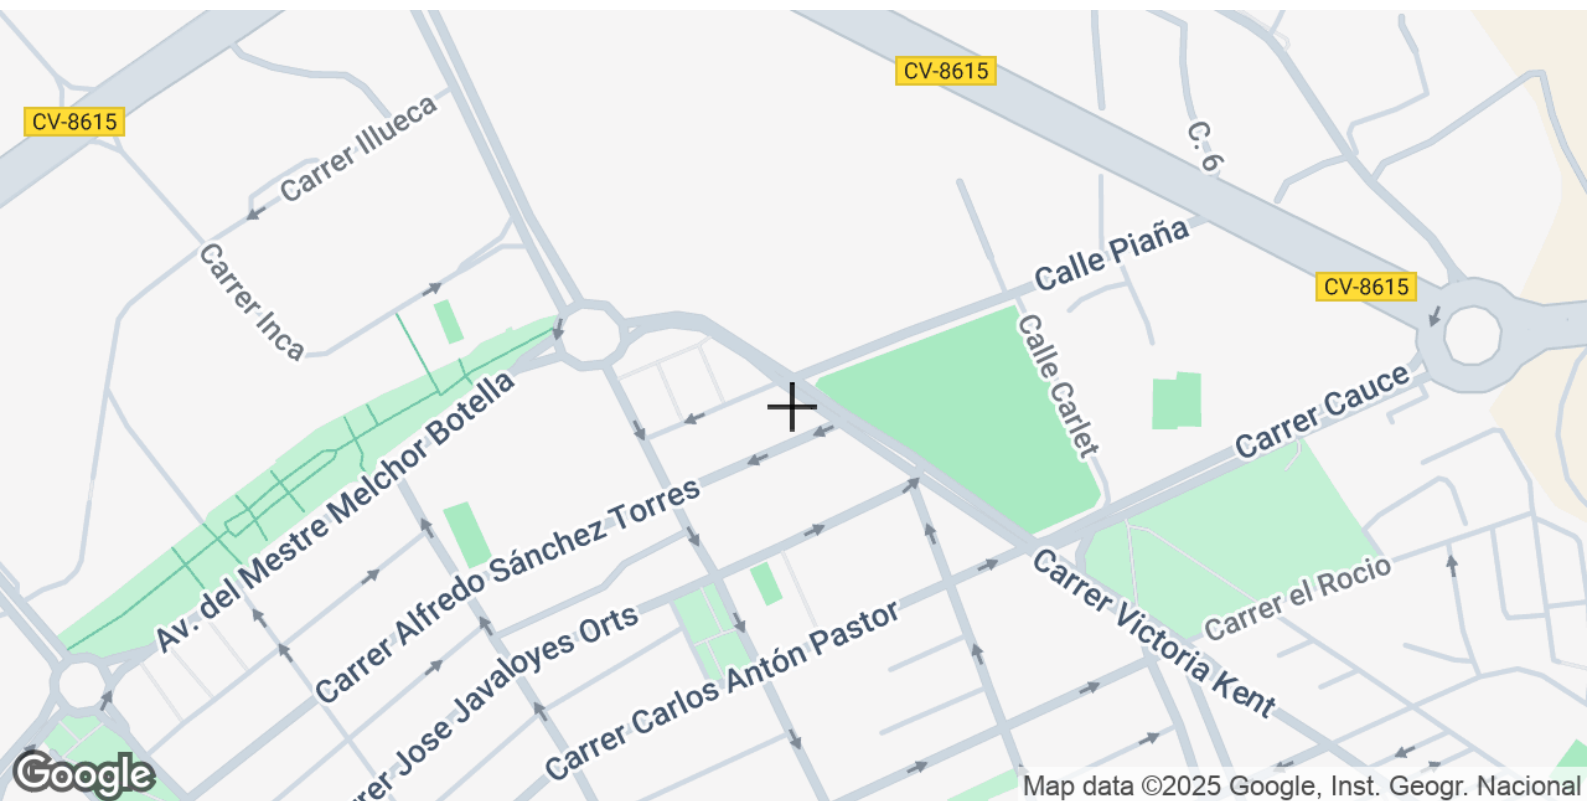 CV-8615
CV-8615
Carrer Illueca
C. 6
Calle Piaña
Carrer Inca
CV-8615
Calle Carlet
Carrer Cauce
Av. del Mestre Melchor Botella
Carrer Alfredo Sánchez Torres
Carrer el Rocio
Carrer Victoria Kent
rer Jose Javaloyes Orts
Carrer Carlos Antón Pastor
Google
Map data ©2025 Google, Inst. Geogr. Nacional